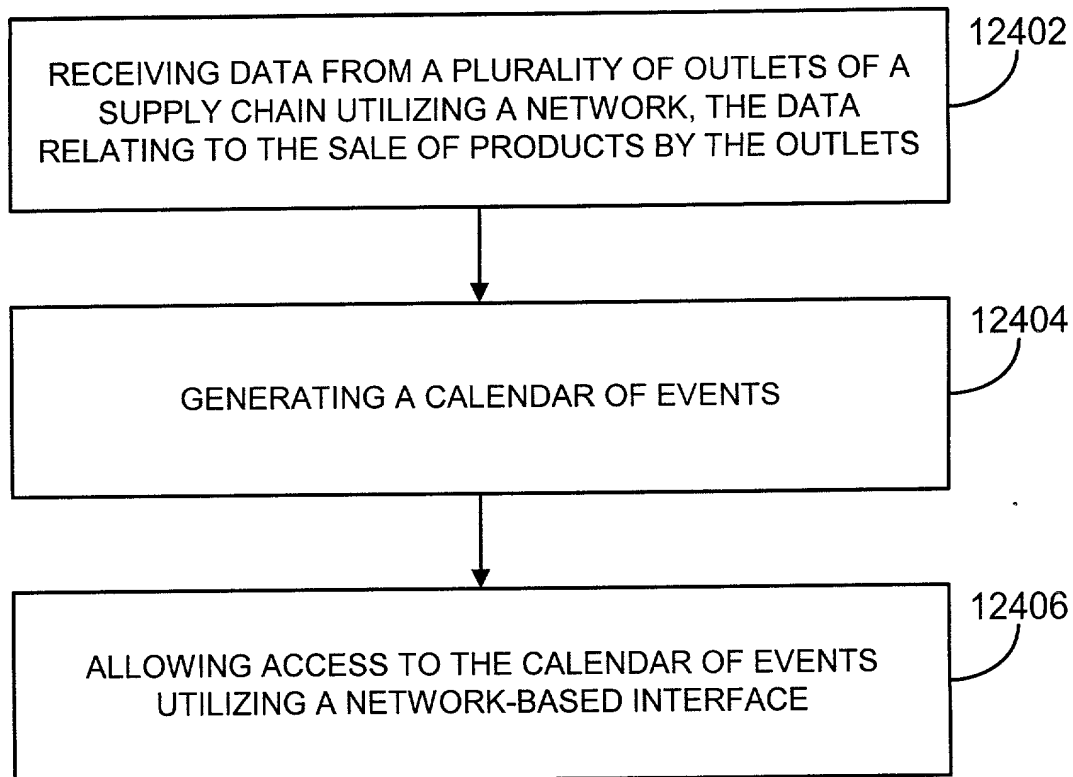 12402
RECEIVING DATA FROM A PLURALITY OF OUTLETS OF A
SUPPLY CHAIN UTILIZING A NETWORK, THE DATA
RELATING TO THE SALE OF PRODUCTS BY THE OUTLETS
12404
GENERATING A CALENDAR OF EVENTS
12406
ALLOWING ACCESS TO THE CALENDAR OF EVENTS
UTILIZING A NETWORK-BASED INTERFACE